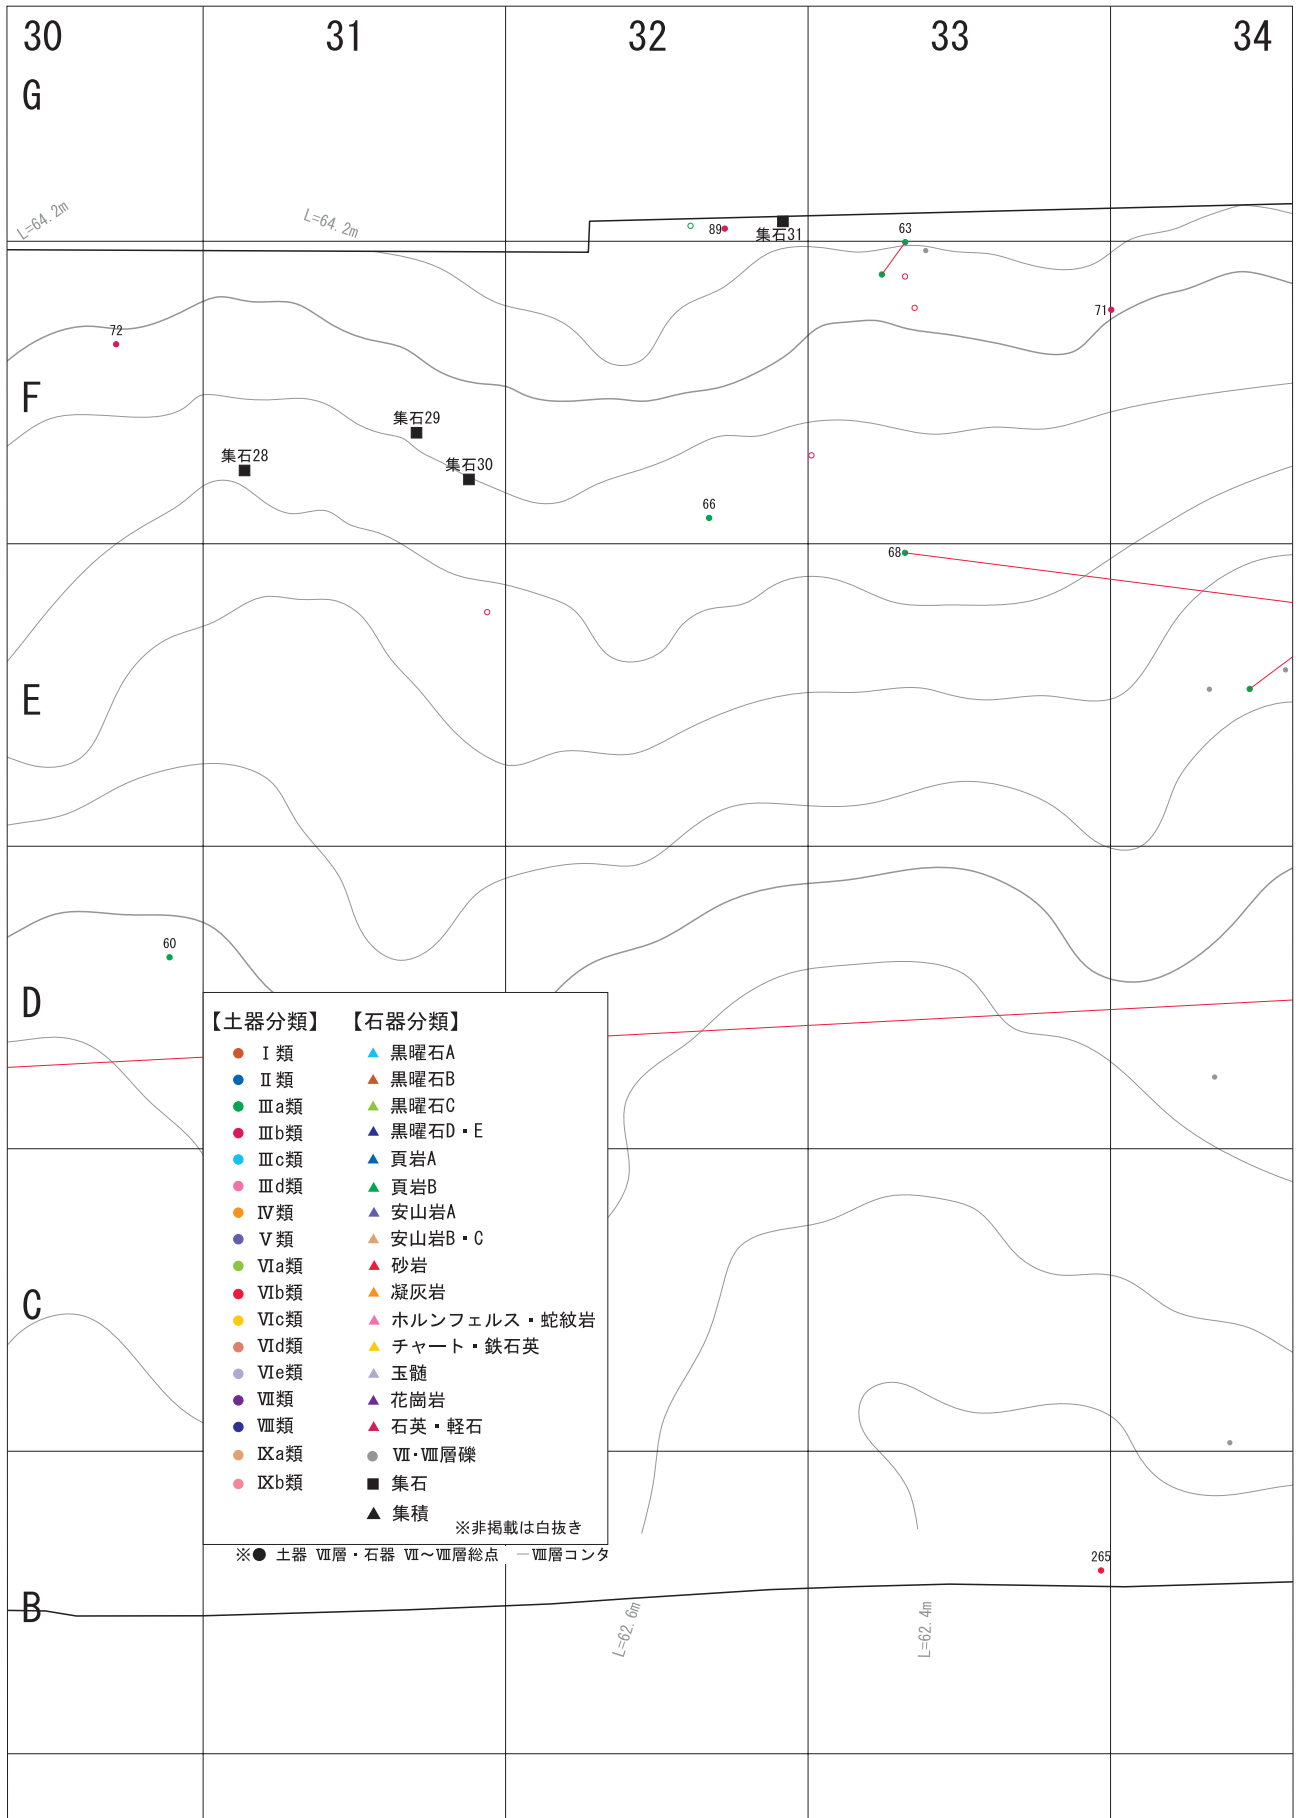 30 31 32 33 34
G
L=64.2m
L=64.2m
89
集石31
63
71
72
F
集石29
集石28
集石30
66
68
E
60
D
【土器分類】 【石器分類】
Ⅰ類 黒曜石A
Ⅱ類 黒曜石B
Ⅲa類 黒曜石C
Ⅲb類 黒曜石D・E
Ⅲc類 頁岩A
Ⅲd類 頁岩B
Ⅳ類 安山岩A
Ⅴ類 安山岩B・C
Ⅵa類 砂岩
Ⅵb類 凝灰岩
Ⅵc類 ホルンフェルス・蛇紋岩
Ⅵd類 チャート・鉄石英
Ⅵe類 玉髄
Ⅶ類 花崗岩
Ⅷ類 石英・軽石
Ⅸa類 Ⅶ・Ⅷ層礫
Ⅸb類 集石
集積
※非掲載は白抜き
※● 土器 Ⅶ層・石器 Ⅶ～Ⅷ層総点 ―Ⅷ層コンタ
C
265
B
L=62.6m
L=62.4m